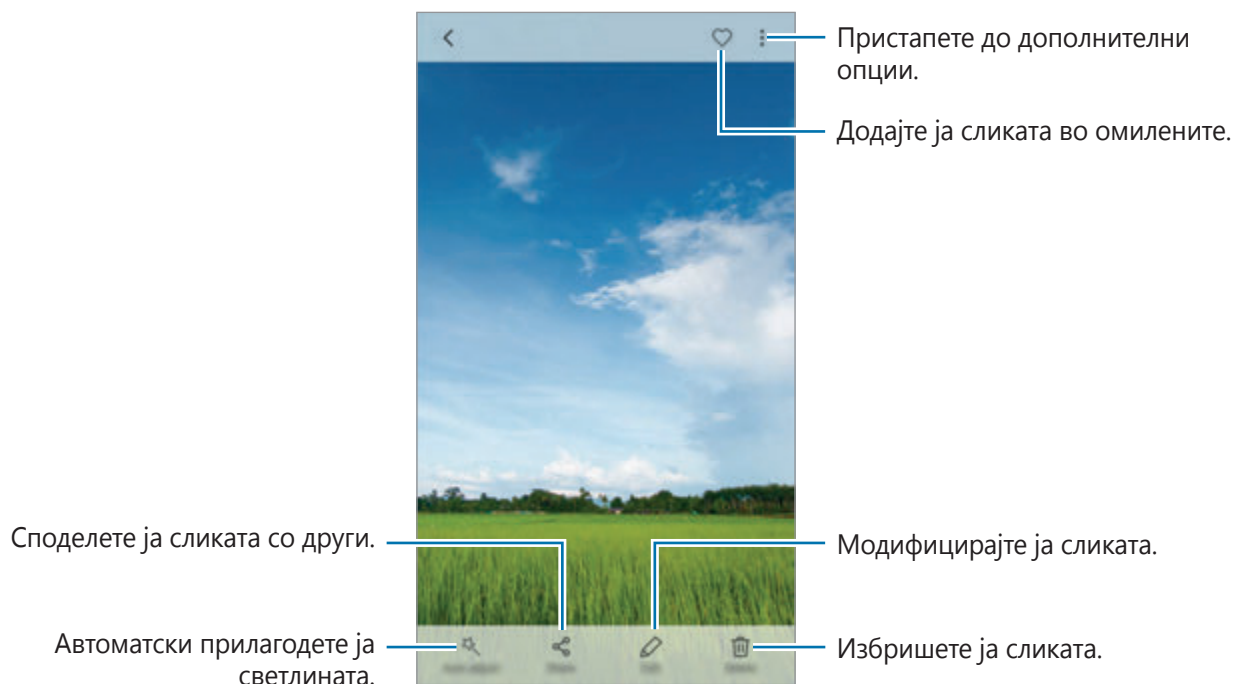 Пристапете до дополнителни
опции.
Додајте ја сликата во омилените.
Споделете ја сликата со други.
Модифицирајте ја сликата.
Автоматски прилагодете ја
светлината.
Избришете ја сликата.